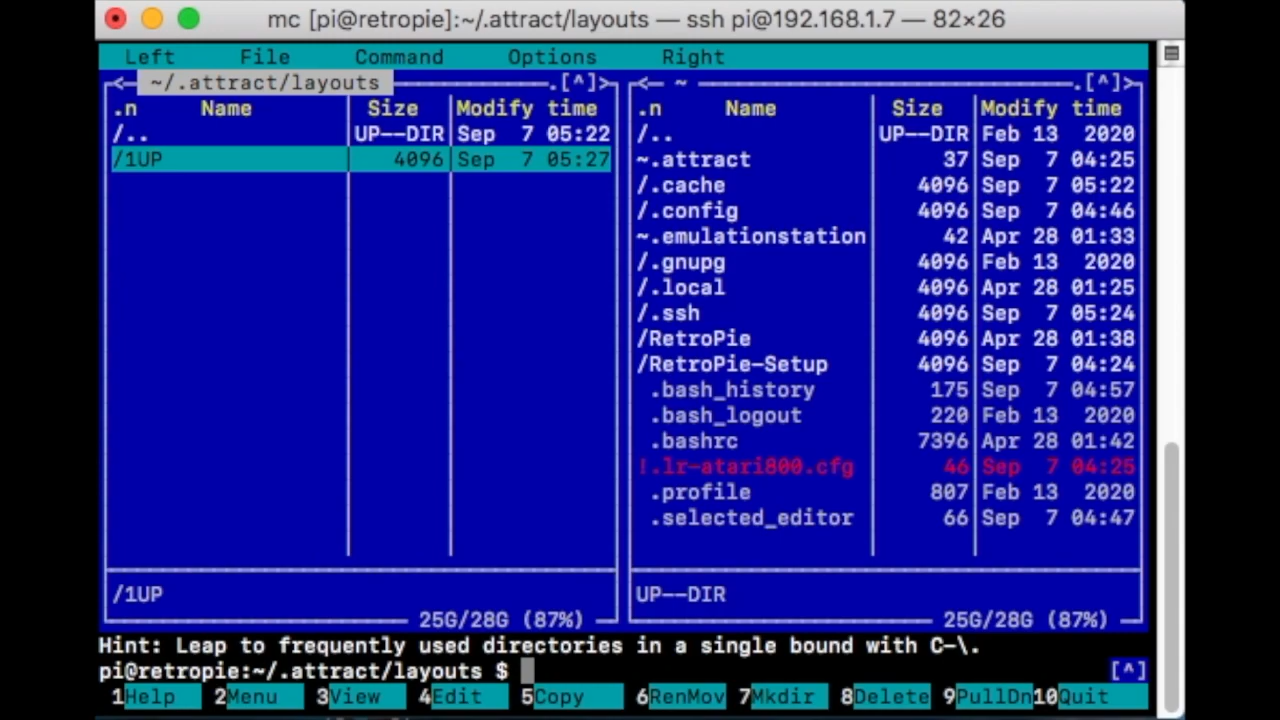 mc [pi@retropie]:~/.attract/layouts — ssh pi@192.168.1.7 — 82×26
Left File Command Options Right
<— ~/.attract/layouts .[^]>
.n Name Size Modify time
/.. UP--DIR Sep 7 05:22
/1UP 4096 Sep 7 05:27
/1UP
25G/28G (87%)
<— ~ .[^]>
.n Name Size Modify time
/.. UP--DIR Feb 13 2020
~.attract 37 Sep 7 04:25
/.cache 4096 Sep 7 05:22
/.config 4096 Sep 7 04:46
~.emulationstation 42 Apr 28 01:33
/.gnupg 4096 Feb 13 2020
/.local 4096 Apr 28 01:25
/.ssh 4096 Sep 7 05:24
/RetroPie 4096 Apr 28 01:38
/RetroPie-Setup 4096 Sep 7 04:24
.bash_history 175 Sep 7 04:57
.bash_logout 220 Feb 13 2020
.bashrc 7396 Apr 28 01:42
!.lr-atari800.cfg 46 Sep 7 04:25
.profile 807 Feb 13 2020
.selected_editor 66 Sep 7 04:47
UP--DIR
25G/28G (87%)
Hint: Leap to frequently used directories in a single bound with C-\.
pi@retropie:~/.attract/layouts $ [^]
1Help 2Menu 3View 4Edit 5Copy 6RenMov 7Mkdir 8Delete 9PullDn 10Quit